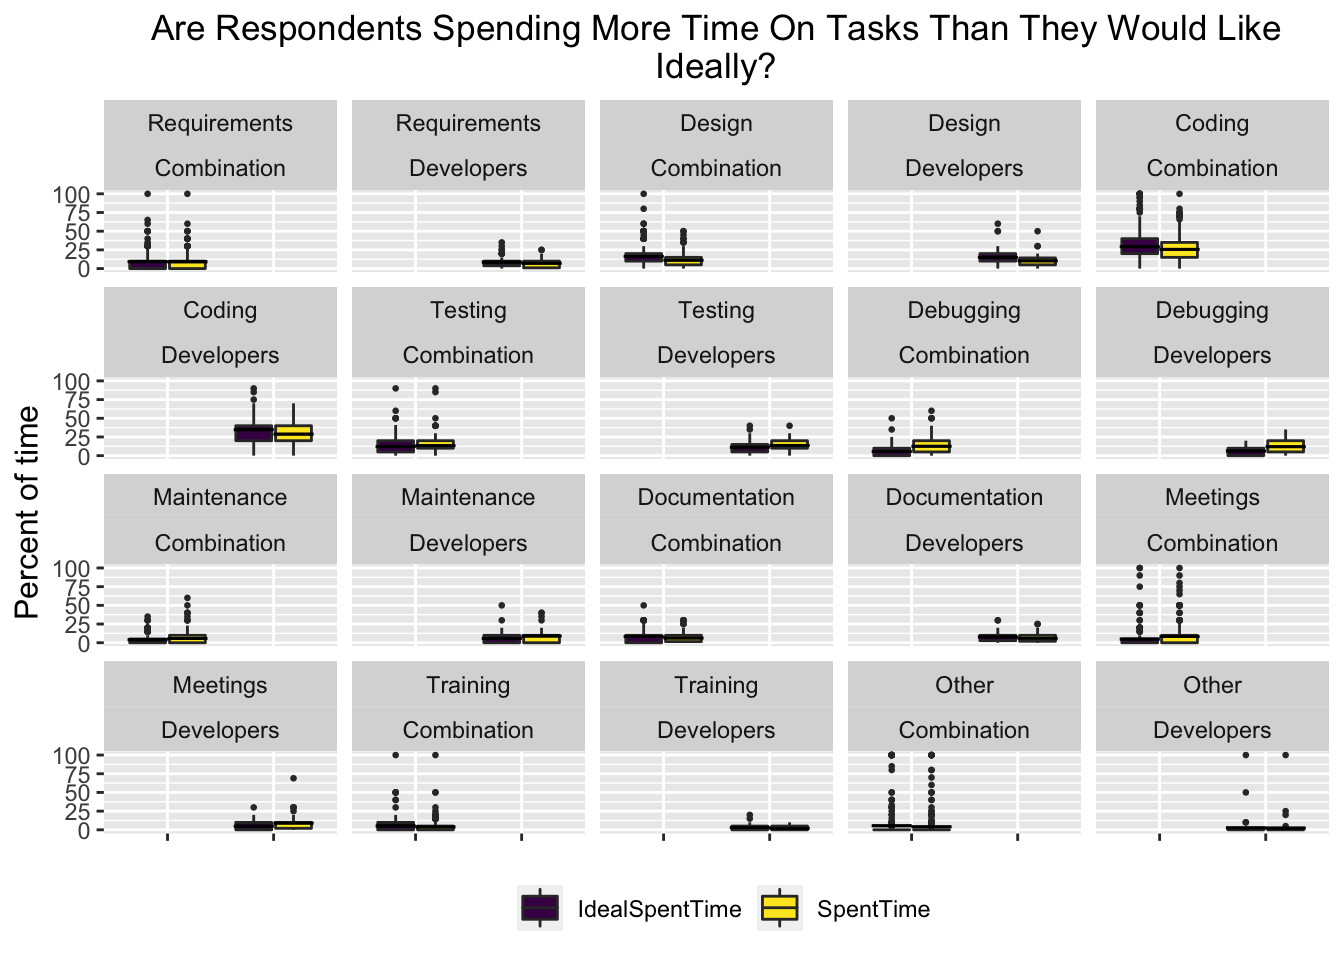 Are Respondents Spending More Time On Tasks Than They Would Like
Ideally?
Requirements
Combination
Requirements
Developers
Design
Combination
Design
Developers
Coding
Combination
100
75
50
25
0
Coding
Developers
Testing
Combination
Testing
Developers
Debugging
Combination
Debugging
Developers
100
75
50
25
0
Maintenance
Combination
Maintenance
Developers
Documentation
Combination
Documentation
Developers
Meetings
Combination
100
75
50
25
0
Meetings
Developers
Training
Combination
Training
Developers
Other
Combination
Other
Developers
100
75
50
25
0
Percent of time
IdealSpentTime
SpentTime